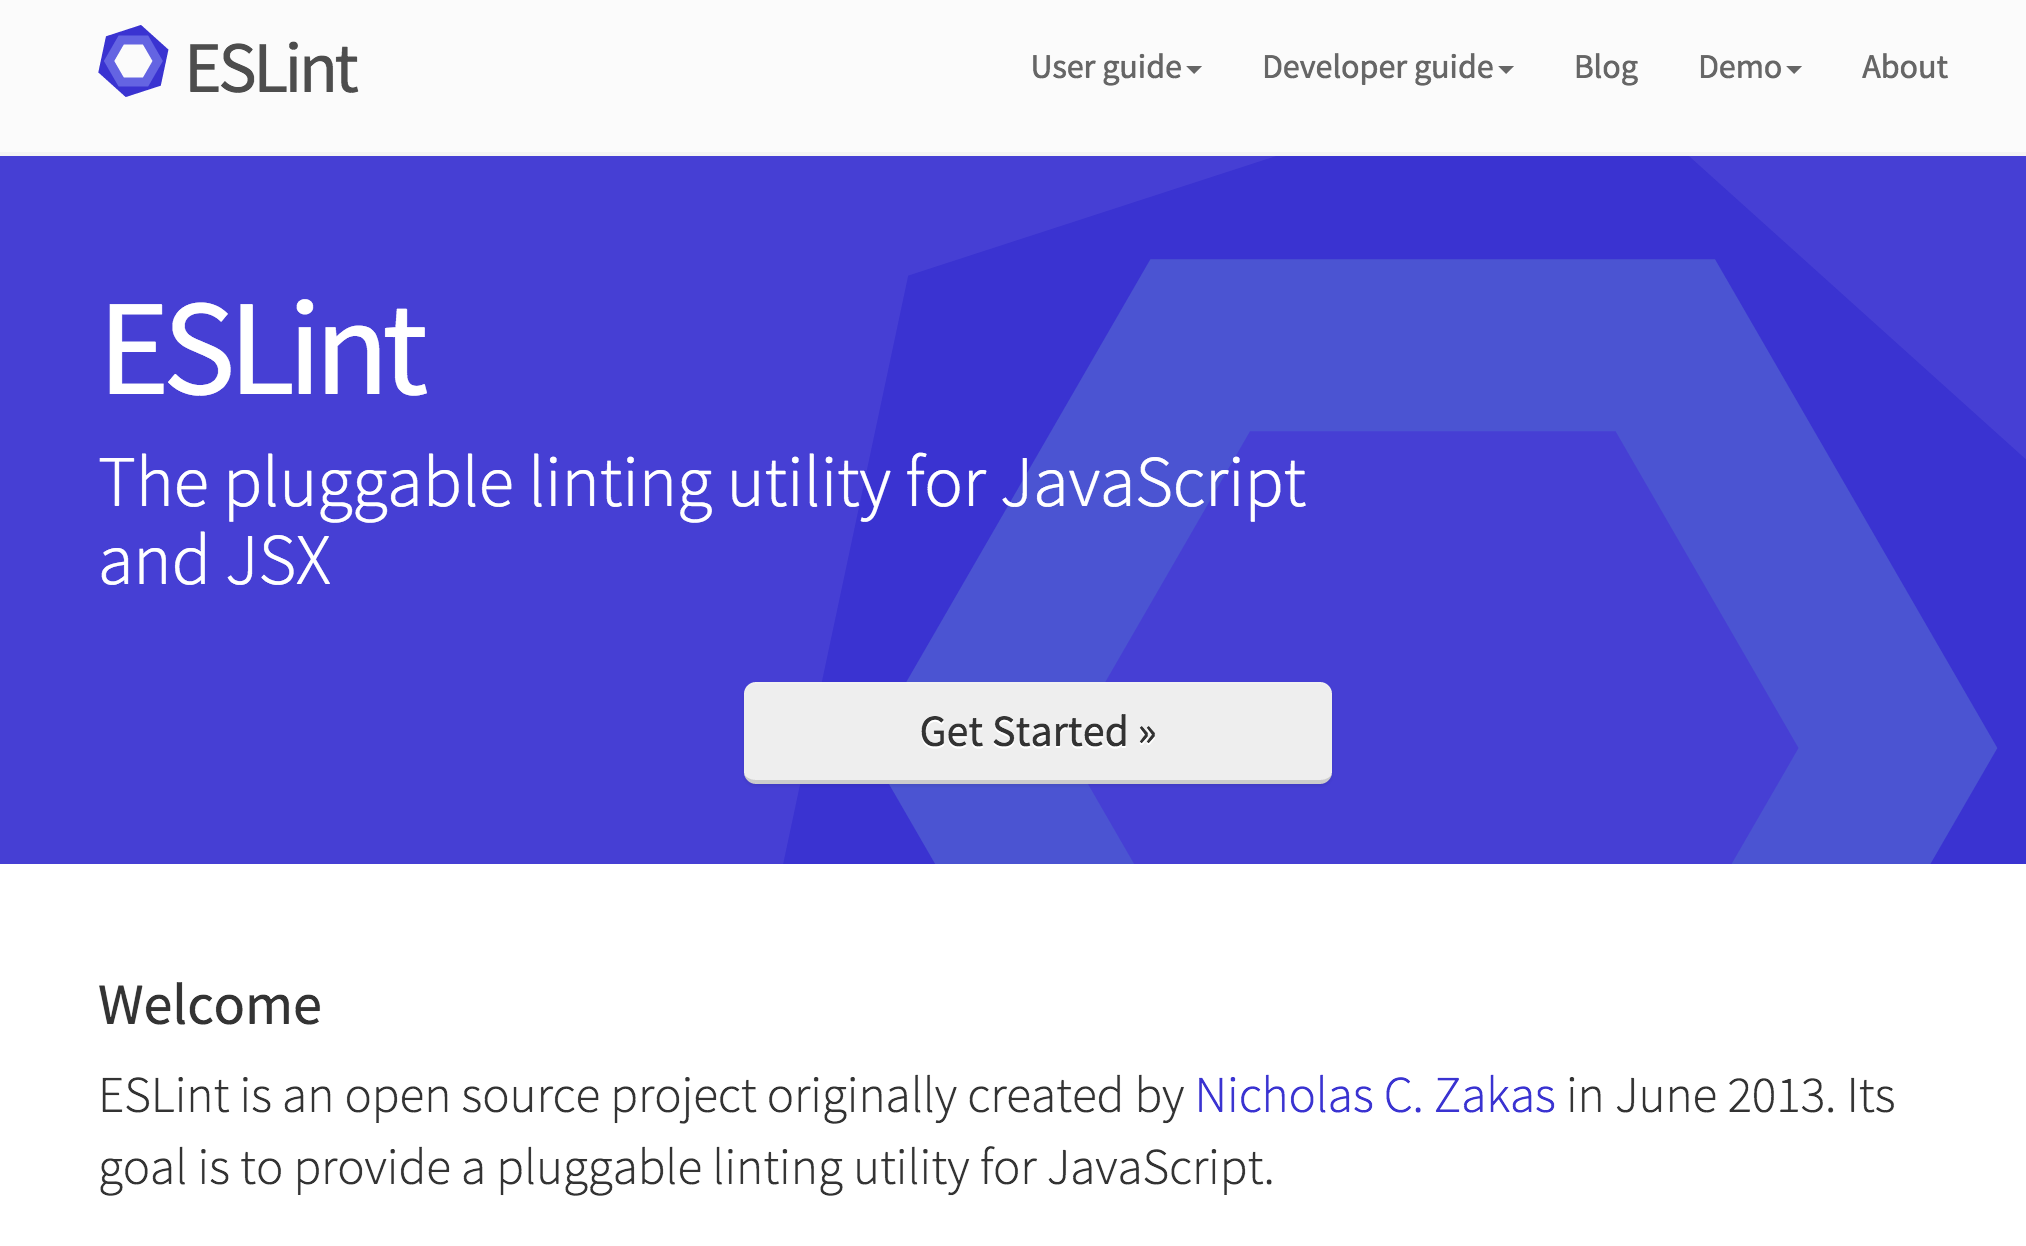 ESLint
User guide
Developer guide
Blog
Demo
About
ESLint
The pluggable linting utility for JavaScript
and JSX
Get Started »
Welcome
ESLint is an open source project originally created by Nicholas C. Zakas in June 2013. Its
goal is to provide a pluggable linting utility for JavaScript.